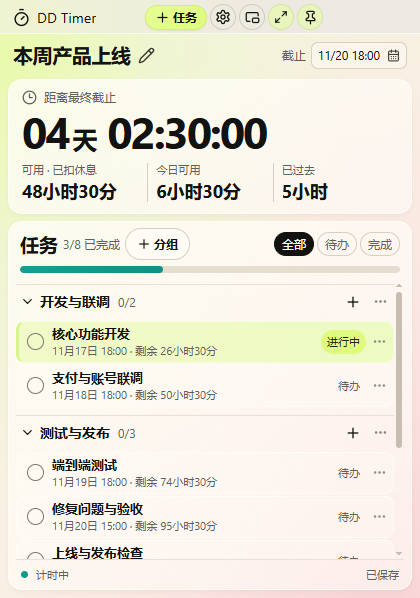 DD Timer
+ 任务
本周产品上线
截止
11/20 18:00
距离最终截止
04天 02:30:00
可用 · 已扣休息
今日可用
已过去
48小时30分
6小时30分
5小时
任务
3/8 已完成
+ 分组
全部
待办
完成
开发与联调 0/2
核心功能开发
11月17日 18:00 · 剩余 26小时30分
进行中
支付与账号联调
11月18日 18:00 · 剩余 50小时30分
待办
测试与发布 0/3
端到端测试
11月19日 18:00 · 剩余 74小时30分
待办
修复问题与验收
11月20日 15:00 · 剩余 95小时30分
待办
上线与发布检查
计时中
已保存